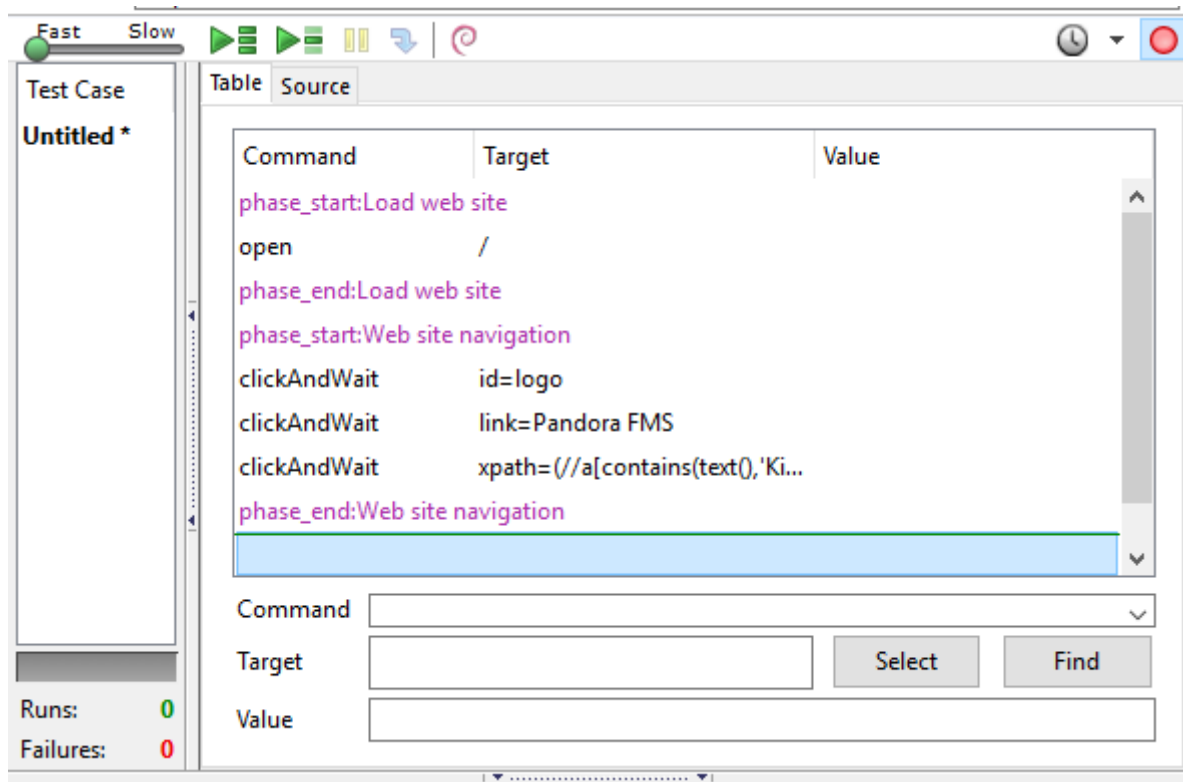 Fast Slow
Test Case
Untitled *
Runs: 0
Failures: 0
Table Source
Command Target Value
phase_start:Load web site
open /
phase_end:Load web site
phase_start:Web site navigation
clickAndWait id=logo
clickAndWait link=Pandora FMS
clickAndWait xpath=(//a[contains(text(),'Ki...
phase_end:Web site navigation
Command
Target Select Find
Value